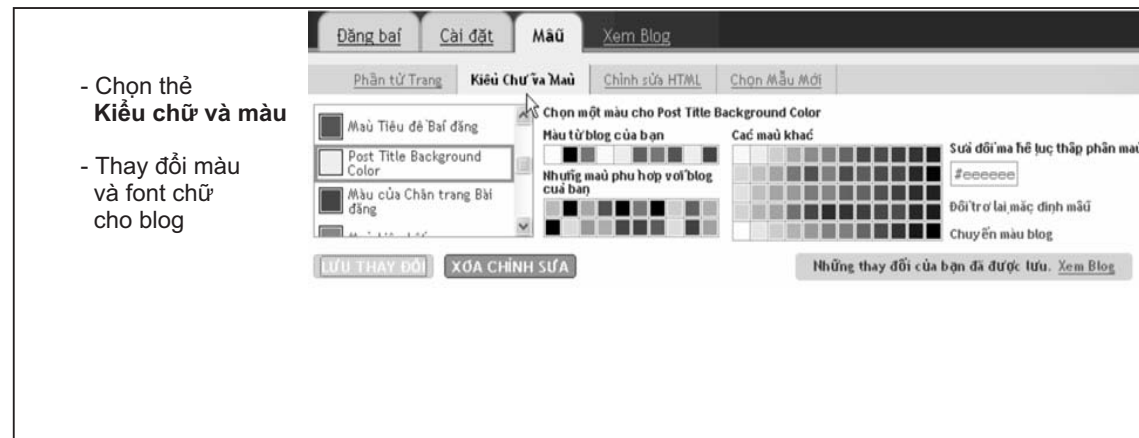 - Chọn thẻ
Kiểu chữ và màu
- Thay đổi màu
và font chữ
cho blog
Đăng bài
Cài đặt
Mẫu
Xem Blog
Phần tử Trang
Kiểu Chữ và Màu
Chỉnh sửa HTML
Chọn Mẫu Mới
Màu Tiêu đề Bài đăng
Post Title Background
Color
Màu của Chân trang Bài
đăng
Chọn một màu cho Post Title Background Color
Màu từ blog của bạn
Những màu phù hợp với blog
của bạn
Các màu khác
Sửa đổi mã hệ lục thập phân màu
#eeeeee
Đổi trở lại mặc định mẫu
Chuyển màu blog
LƯU THAY ĐỔI
XÓA CHỈNH SỬA
Những thay đổi của bạn đã được lưu. Xem Blog